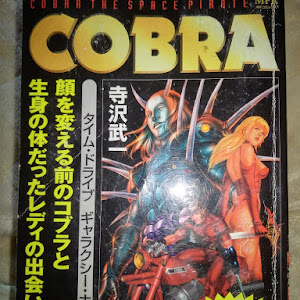 COBRA THE SPACE PIRATE
COBRA
寺沢武一
タイム・ドライブ ギャラクシー・ナ
顔を変える前のコブラと
生身の体だったレディの出会い